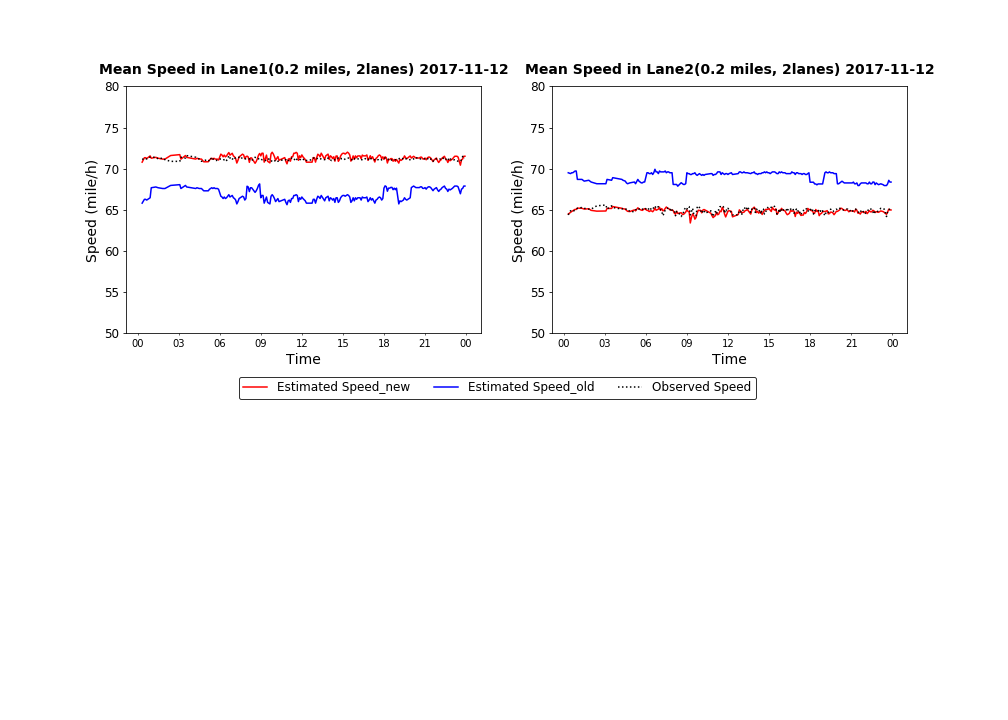 Mean Speed in Lane1(0.2 miles, 2lanes) 2017-11-12
80
75
70
65
60
55
50
Speed (mile/h)
00 03 06 09 12 15 18 21 00
Time
Mean Speed in Lane2(0.2 miles, 2lanes) 2017-11-12
80
75
70
65
60
55
50
Speed (mile/h)
00 03 06 09 12 15 18 21 00
Time
Estimated Speed_new Estimated Speed_old Observed Speed